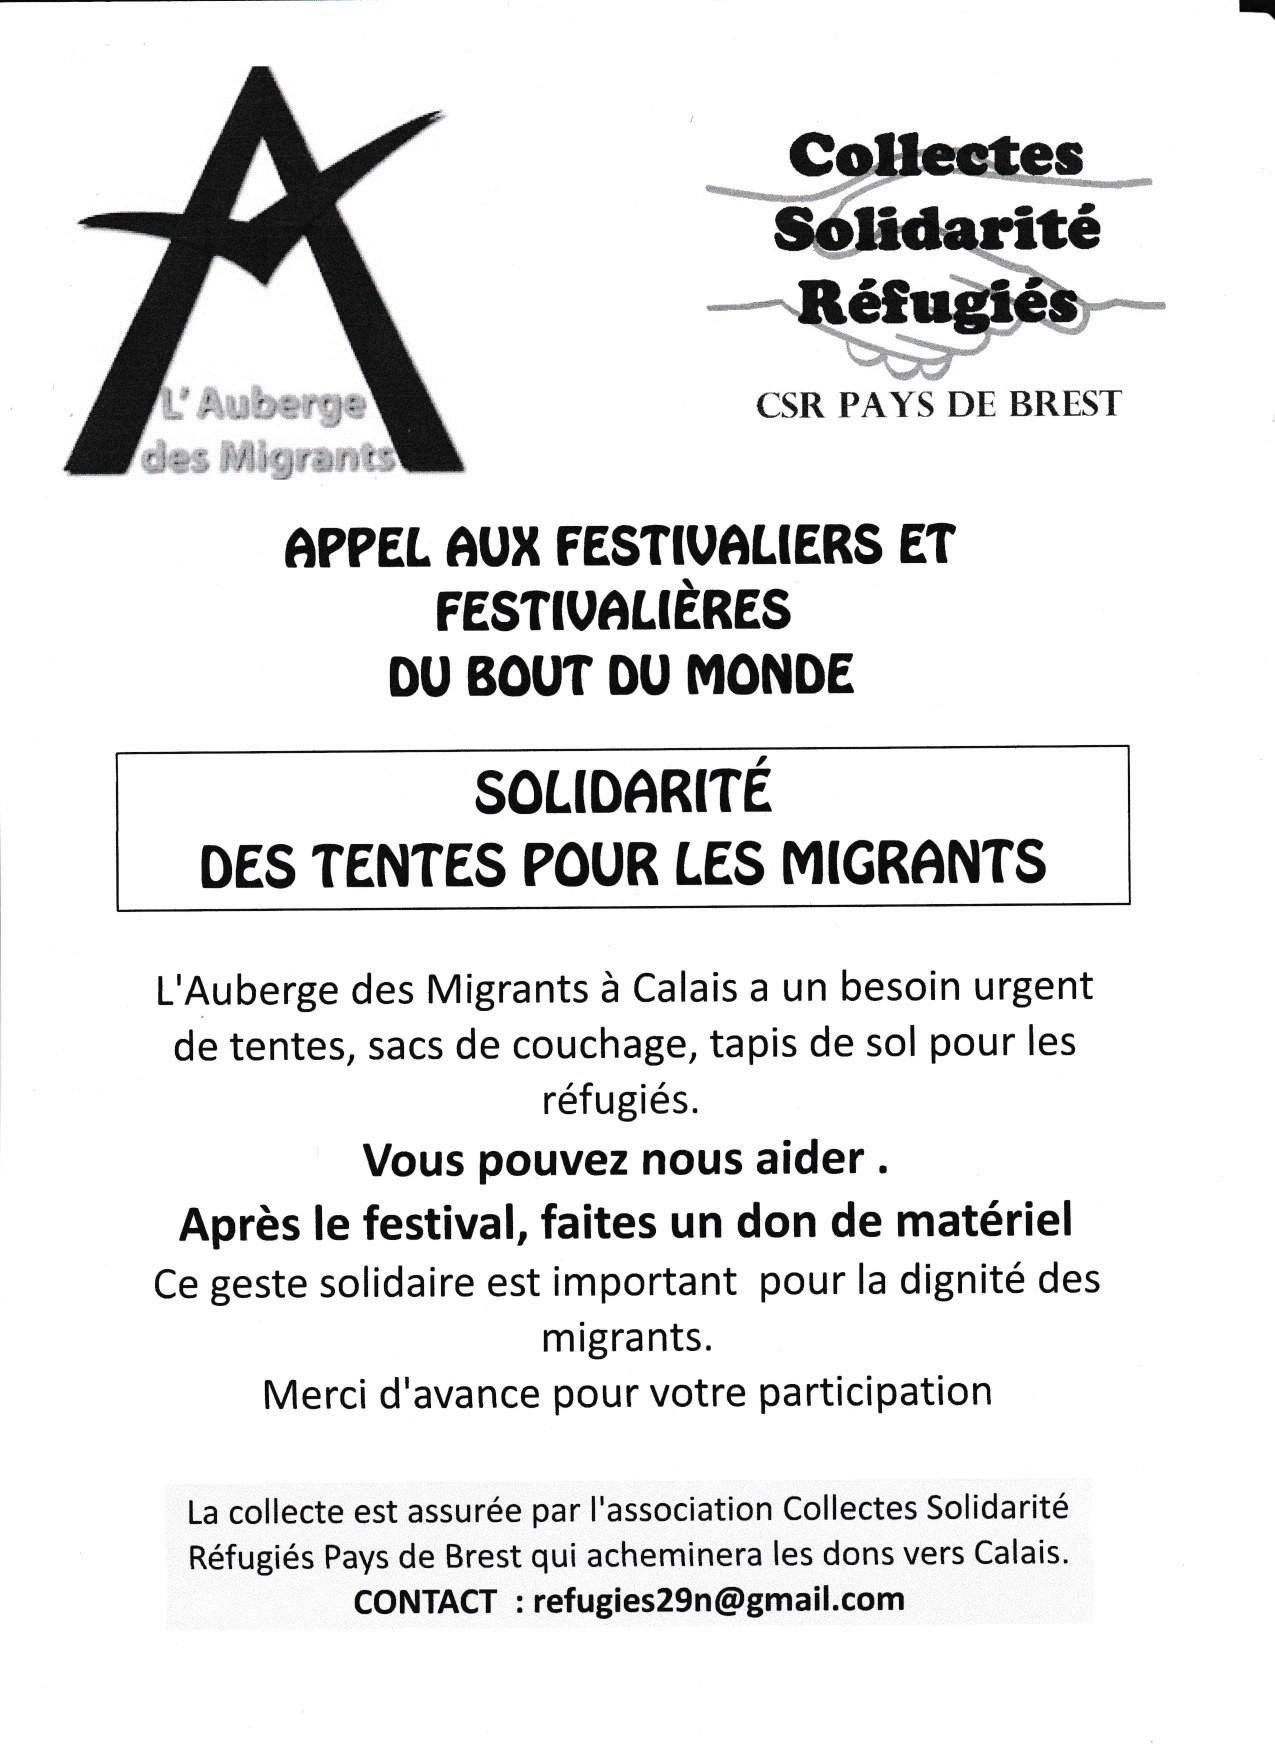 L'Auberge
des Migrants
Collectes
Solidarité
Réfugiés
CSR PAYS DE BREST
APPEL AUX FESTIVALIERS ET
FESTIVALIÈRES
DU BOUT DU MONDE
SOLIDARITÉ
DES TENTES POUR LES MIGRANTS
L'Auberge des Migrants à Calais a un besoin urgent
de tentes, sacs de couchage, tapis de sol pour les
réfugiés.
Vous pouvez nous aider .
Après le festival, faites un don de matériel
Ce geste solidaire est important  pour la dignité des
migrants.
Merci d'avance pour votre participation
La collecte est assurée par l'association Collectes Solidarité
Réfugiés Pays de Brest qui acheminera les dons vers Calais.
CONTACT  : refugies29n@gmail.com